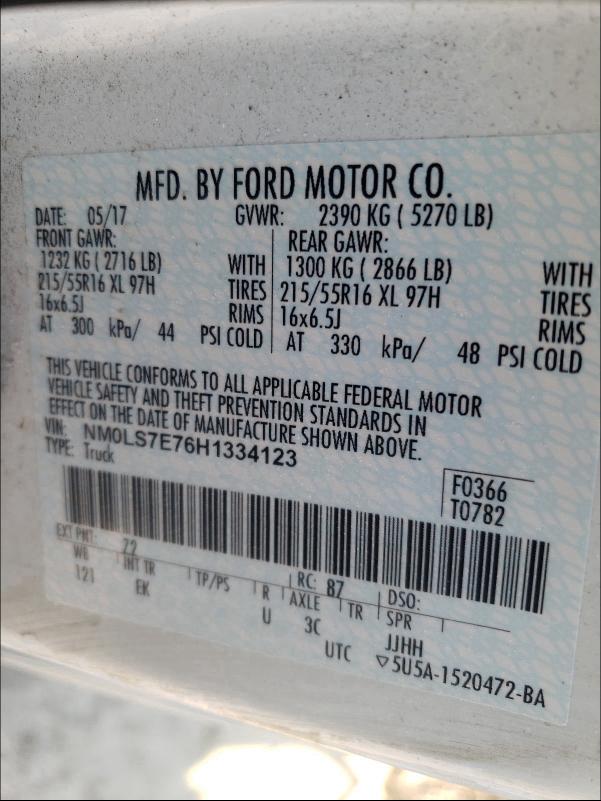 MFD. BY FORD MOTOR CO.
DATE: 05/17 GVWR: 2390 KG ( 5270 LB)
FRONT GAWR: REAR GAWR:
1232 KG ( 2716 LB) WITH 1300 KG ( 2866 LB) WITH
215/55R16 XL 97H TIRES 215/55R16 XL 97H TIRES
16x6.5J RIMS 16x6.5J RIMS
AT 300 kPa/ 44 PSI COLD AT 330 kPa/ 48 PSI COLD
THIS VEHICLE CONFORMS TO ALL APPLICABLE FEDERAL MOTOR
VEHICLE SAFETY AND THEFT PREVENTION STANDARDS IN
EFFECT ON THE DATE OF MANUFACTURE SHOWN ABOVE.
VIN: NM0LS7E76H1334123
TYPE: Truck
F0366
T0782
EXT PNT: Z2 RC: 87 DSO:
WB INT TR TP/PS R AXLE TR SPR
121 EK U 3C JJHH
UTC ▽5U5A-1520472-BA